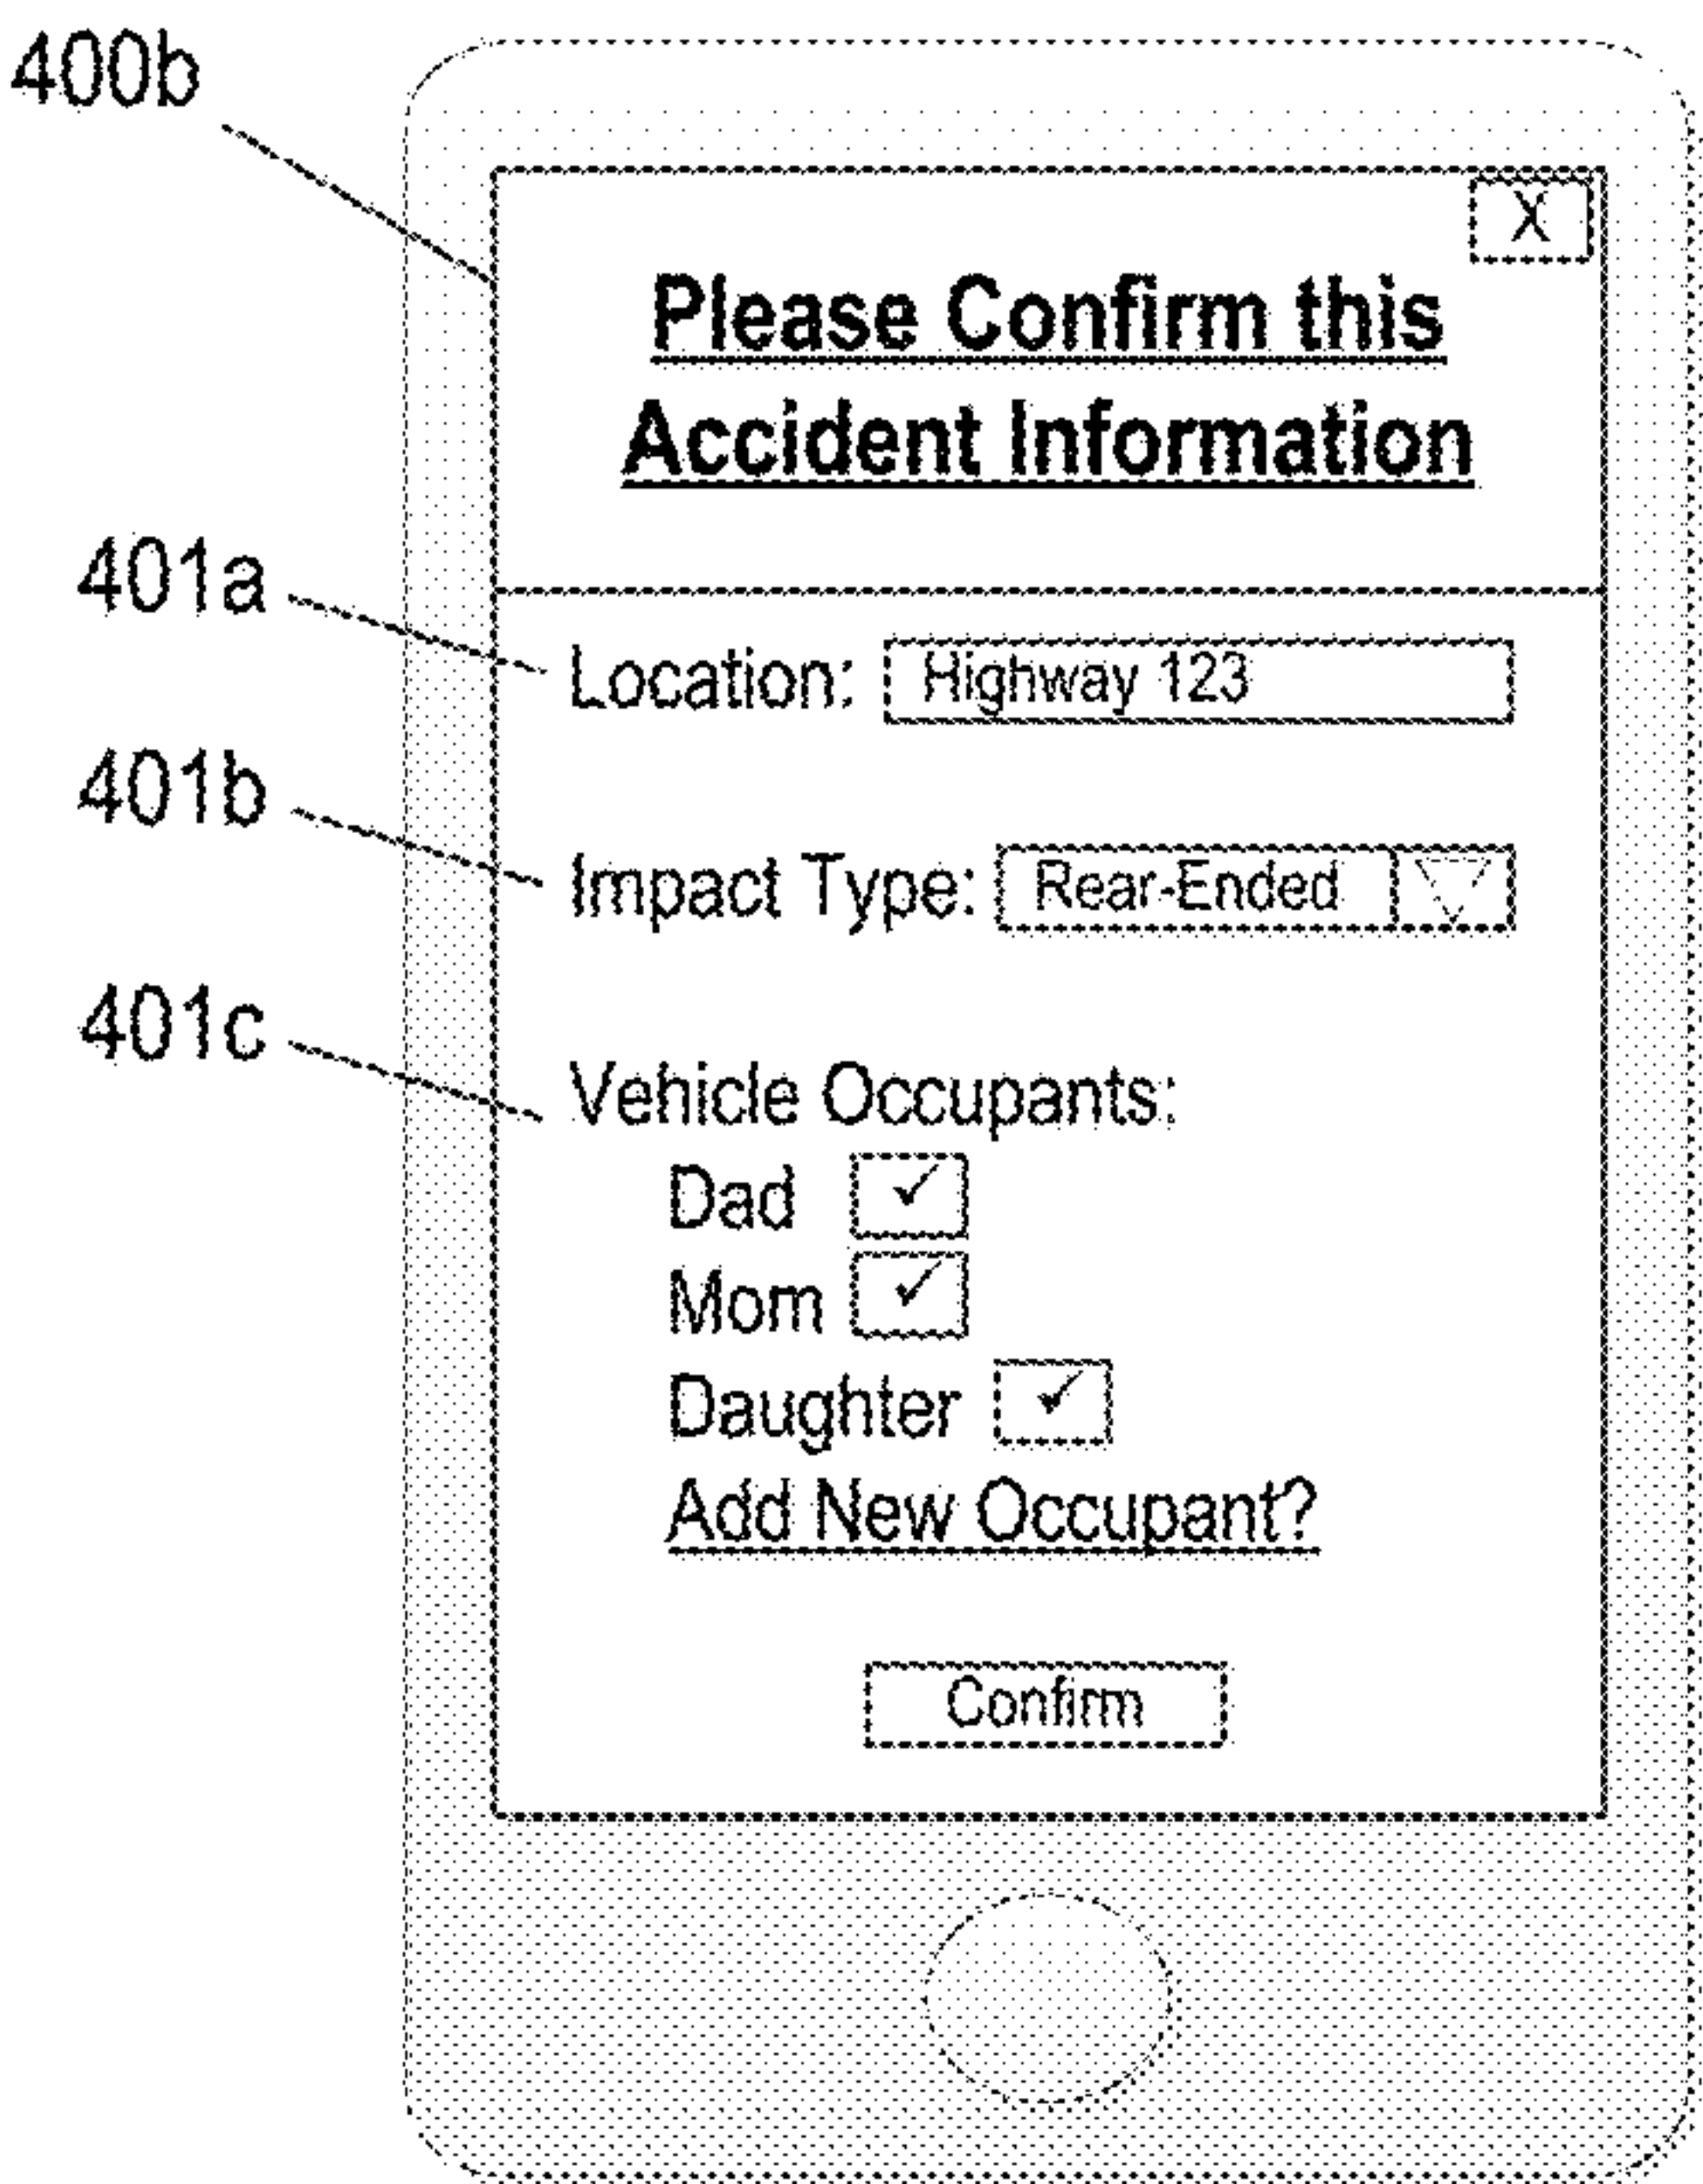 400b
X
Please Confirm this
Accident Information
401a
Location: Highway 123
401b
Impact Type: Rear-Ended
401c
Vehicle Occupants:
Dad ✓
Mom ✓
Daughter ✓
Add New Occupant?
Confirm